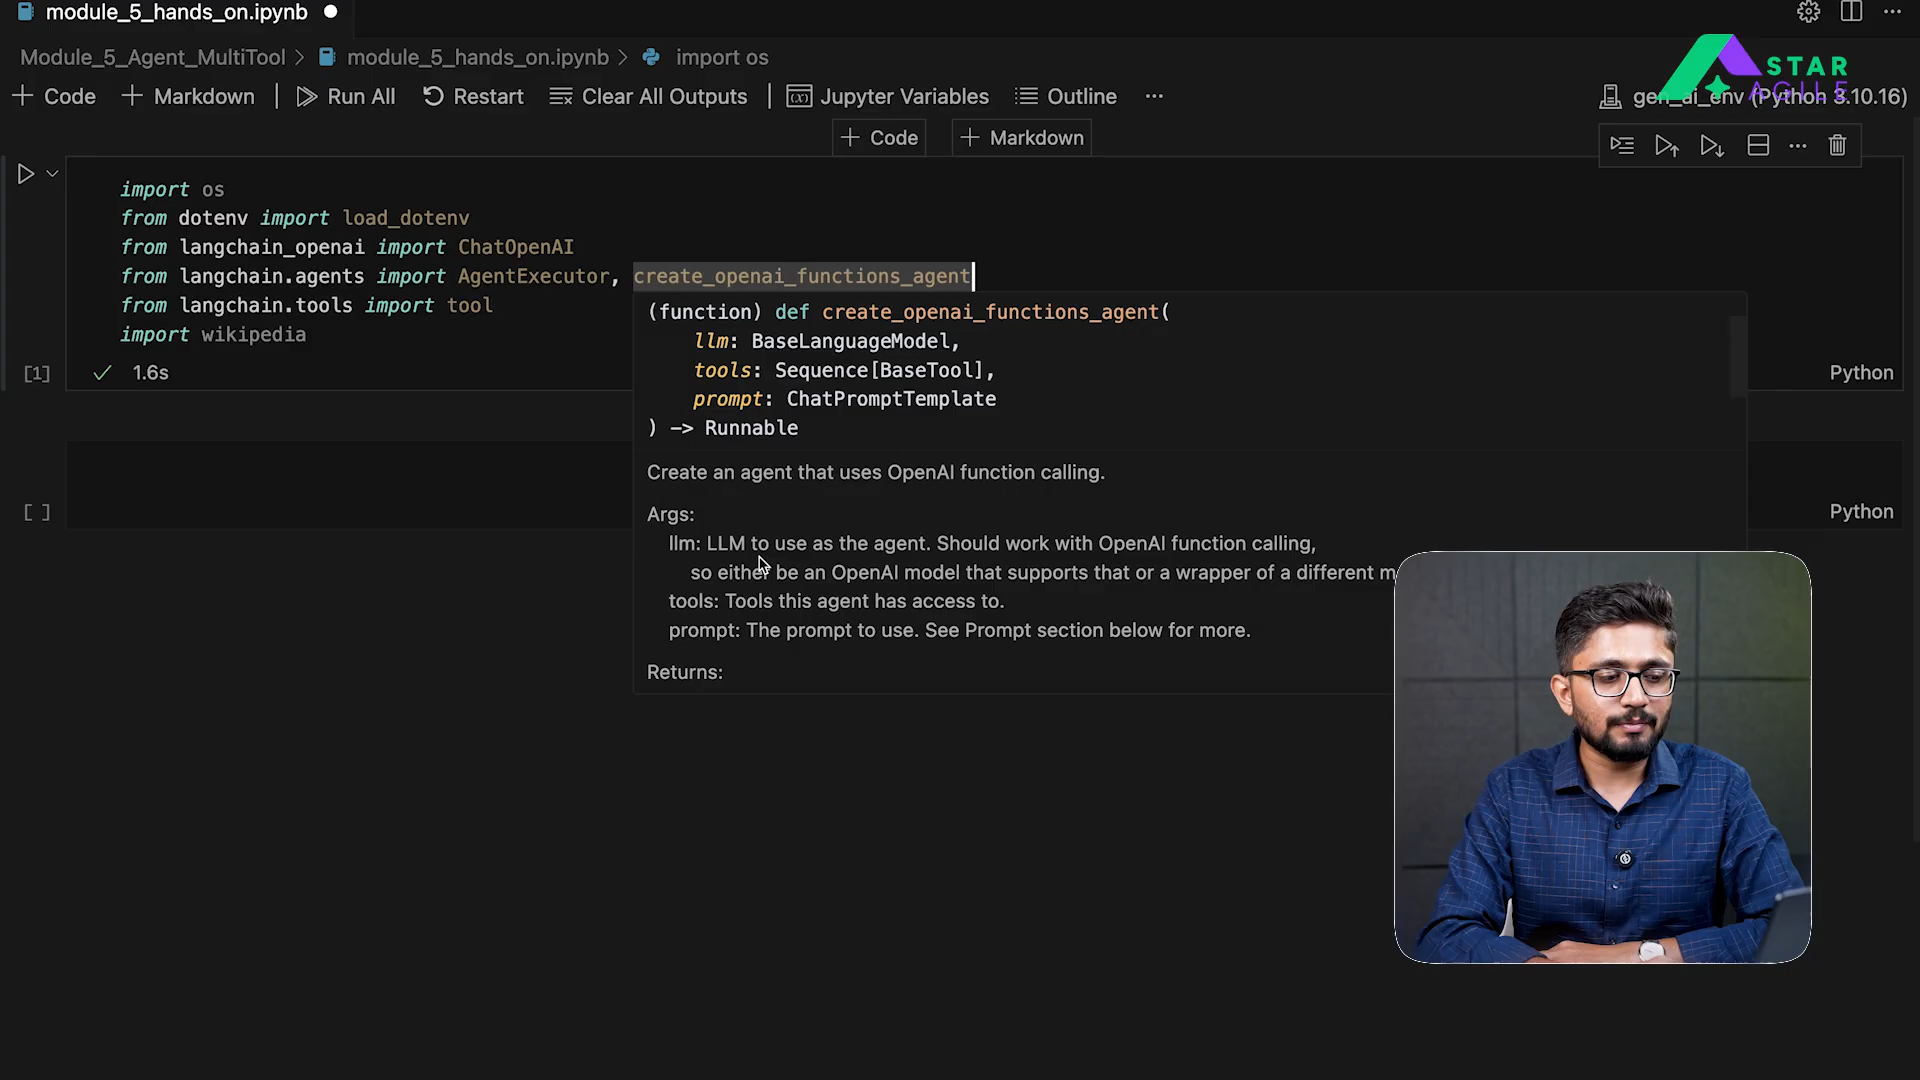 module_5_hands_on.ipynb
Module_5_Agent_MultiTool > module_5_hands_on.ipynb > import os
+ Code + Markdown | Run All Restart Clear All Outputs | Jupyter Variables Outline ... gen_ai_env (Python 3.10.16)
STAR
AGILE
+ Code + Markdown
import os
from dotenv import load_dotenv
from langchain_openai import ChatOpenAI
from langchain.agents import AgentExecutor, create_openai_functions_agent
from langchain.tools import tool
import wikipedia
[1] 1.6s Python
(function) def create_openai_functions_agent(
llm: BaseLanguageModel,
tools: Sequence[BaseTool],
prompt: ChatPromptTemplate
) -> Runnable
Create an agent that uses OpenAI function calling.
Args:
llm: LLM to use as the agent. Should work with OpenAI function calling,
so either be an OpenAI model that supports that or a wrapper of a different
tools: Tools this agent has access to.
prompt: The prompt to use. See Prompt section below for more.
Returns:
[ ] Python